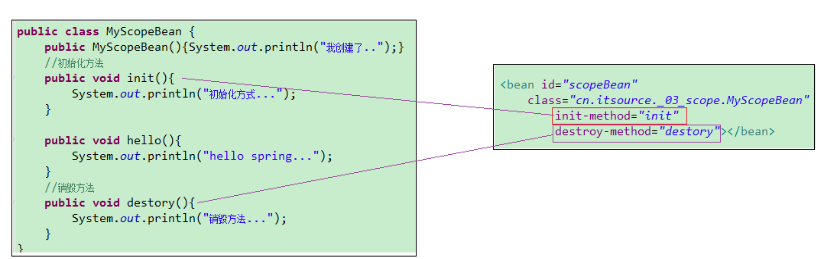 public class MyScopeBean {
public MyScopeBean(){System.out.println("我创建了..");}
//初始化方法
public void init(){
System.out.println("初始化方式...");
}
public void hello(){
System.out.println("hello spring...");
}
//销毁方法
public void destory(){
System.out.println("销毁方法...");
}
}
<bean id="scopeBean"
class="cn.itsource._03_scope.MyScopeBean"
init-method="init"
destroy-method="destory"></bean>